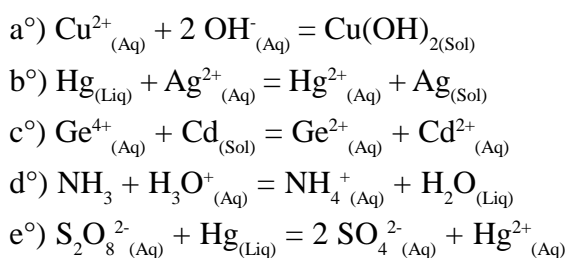 a°) Cu²⁺(Aq) + 2 OH⁻(Aq) = Cu(OH)₂(Sol)
b°) Hg(Liq) + Ag²⁺(Aq) = Hg²⁺(Aq) + Ag(Sol)
c°) Ge⁴⁺(Aq) + Cd(Sol) = Ge²⁺(Aq) + Cd²⁺(Aq)
d°) NH₃ + H₃O⁺(Aq) = NH₄⁺(Aq) + H₂O(Liq)
e°) S₂O₈²⁻(Aq) + Hg(Liq) = 2 SO₄²⁻(Aq) + Hg²⁺(Aq)